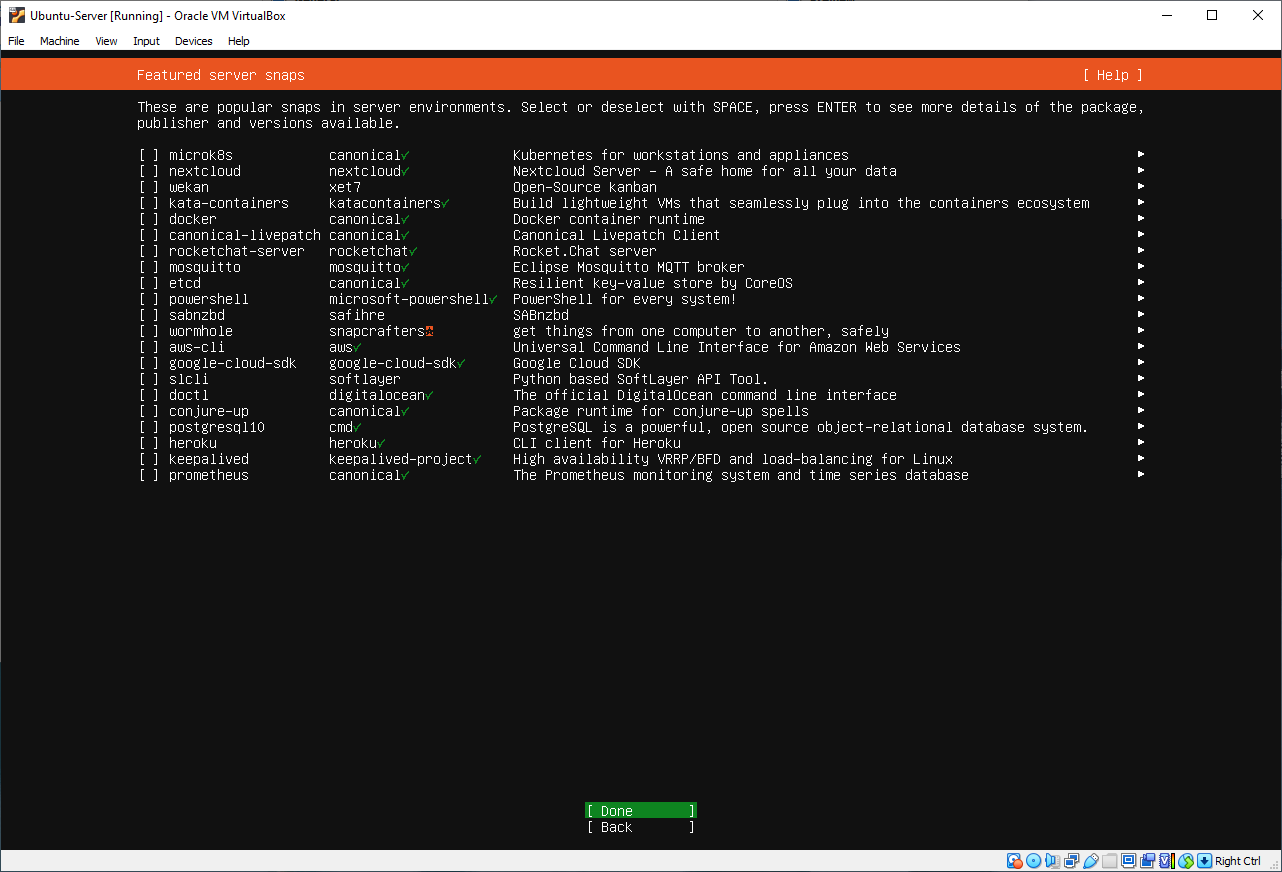 Ubuntu-Server [Running] - Oracle VM VirtualBox
File Machine View Input Devices Help
Featured server snaps [ Help ]
These are popular snaps in server environments. Select or deselect with SPACE, press ENTER to see more details of the package,
publisher and versions available.
[ ] microk8s canonical✓ Kubernetes for workstations and appliances ►
[ ] nextcloud nextcloud✓ Nextcloud Server - A safe home for all your data ►
[ ] wekan xet7 Open-Source kanban ►
[ ] kata-containers katacontainers✓ Build lightweight VMs that seamlessly plug into the containers ecosystem ►
[ ] docker canonical✓ Docker container runtime ►
[ ] canonical-livepatch canonical✓ Canonical Livepatch Client ►
[ ] rocketchat-server rocketchat✓ Rocket.Chat server ►
[ ] mosquitto mosquitto✓ Eclipse Mosquitto MQTT broker ►
[ ] etcd canonical✓ Resilient key-value store by CoreOS ►
[ ] powershell microsoft-powershell✓ PowerShell for every system! ►
[ ] sabnzbd safihre SABnzbd ►
[ ] wormhole snapcrafters get things from one computer to another, safely ►
[ ] aws-cli aws✓ Universal Command Line Interface for Amazon Web Services ►
[ ] google-cloud-sdk google-cloud-sdk✓ Google Cloud SDK ►
[ ] slcli softlayer Python based SoftLayer API Tool. ►
[ ] doctl digitalocean✓ The official DigitalOcean command line interface ►
[ ] conjure-up canonical✓ Package runtime for conjure-up spells ►
[ ] postgresql10 cmd✓ PostgreSQL is a powerful, open source object-relational database system. ►
[ ] heroku heroku✓ CLI client for Heroku ►
[ ] keepalived keepalived-project✓ High availability VRRP/BFD and load-balancing for Linux ►
[ ] prometheus canonical✓ The Prometheus monitoring system and time series database ►
[ Done ]
[ Back ]
Right Ctrl